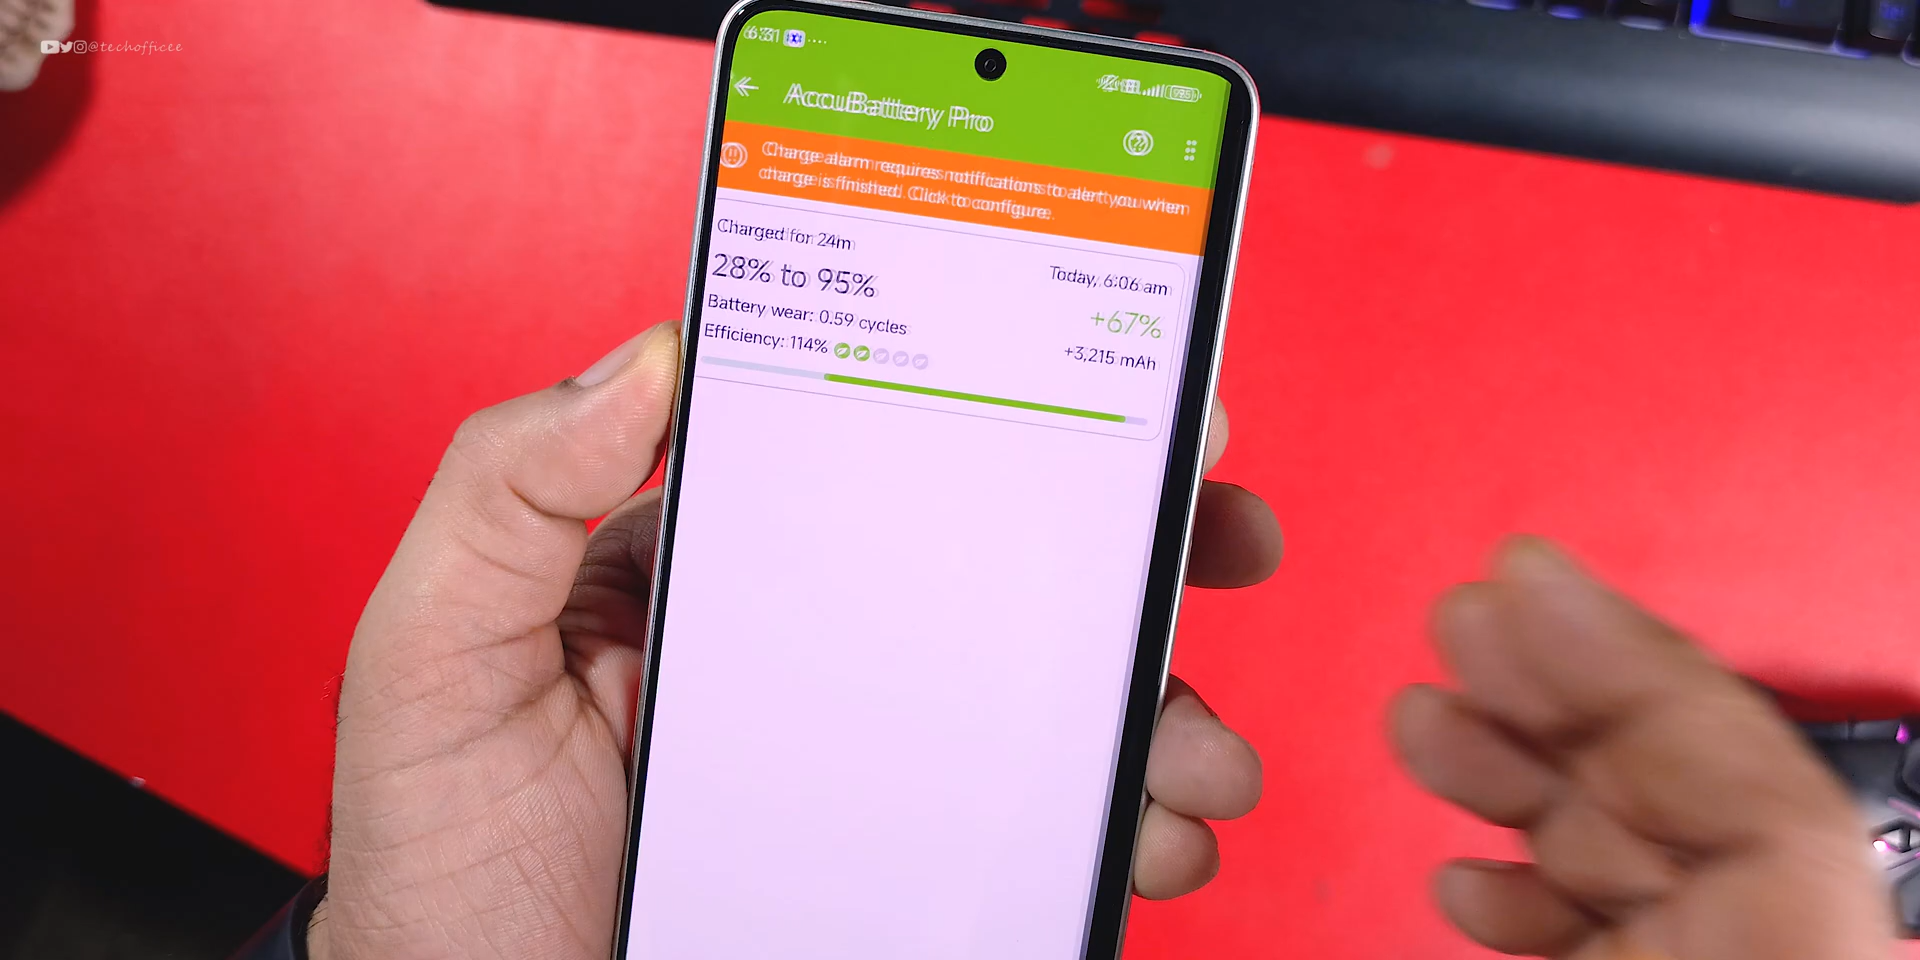 @techofficee
6:31
AccuBattery Pro
Charge alarm requires notifications to alert you when
charge is finished. Click to configure.
Charged for 24m
Today, 6:06 am
28% to 95%
+67%
Battery wear: 0.59 cycles
+3,215 mAh
Efficiency: 114%